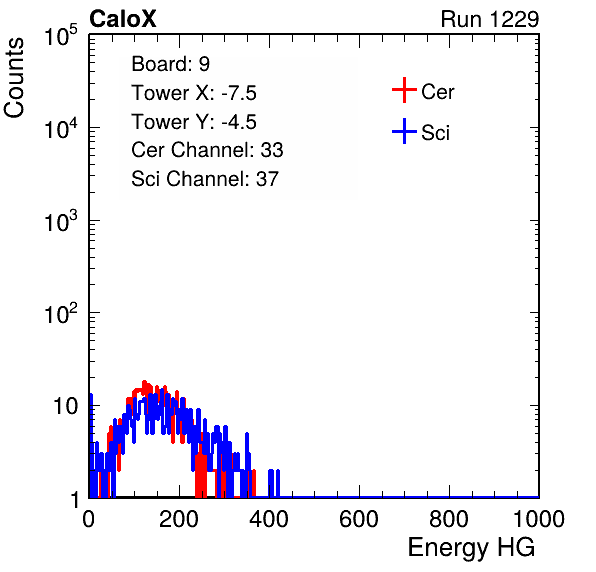 CaloX Run 1229
Counts
10^5
10^4
10^3
10^2
10
1
Board: 9
Tower X: -7.5
Tower Y: -4.5
Cer Channel: 33
Sci Channel: 37
Cer
Sci
0 200 400 600 800 1000
Energy HG